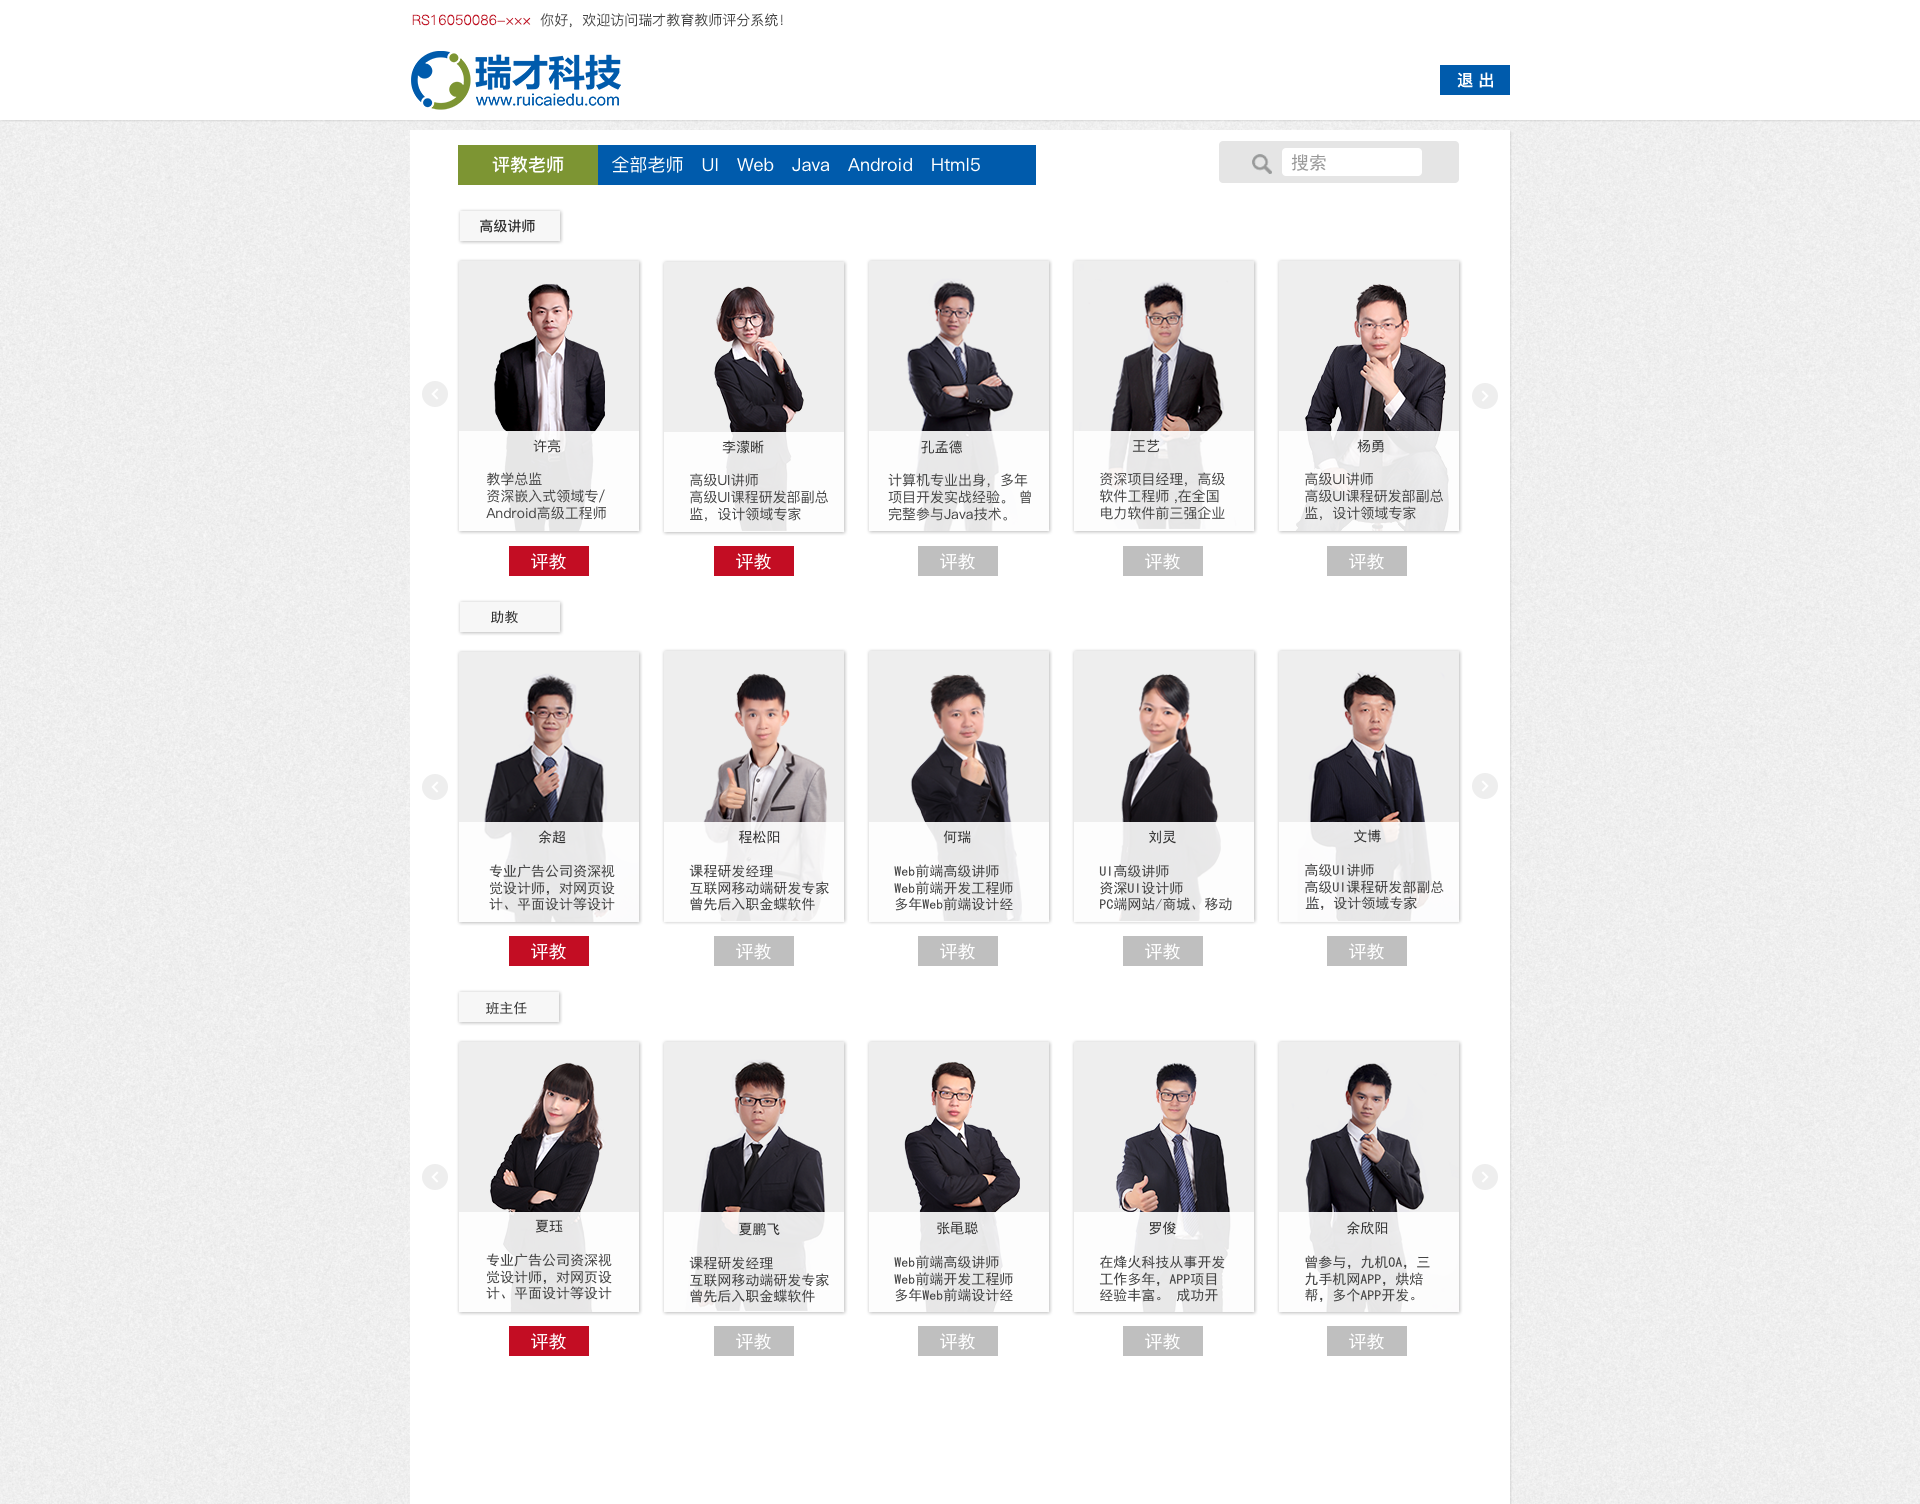 RS16050086-××× 你好，欢迎访问瑞才教育教师评分系统！
瑞才科技
www.ruicaiedu.com
退 出
评教老师 全部老师 UI Web Java Android Html5
搜索
高级讲师
许亮
教学总监
资深嵌入式领域专/
Android高级工程师
评教
李濛晰
高级UI讲师
高级UI课程研发部副总
监，设计领域专家
评教
孔孟德
计算机专业出身，多年
项目开发实战经验。 曾
完整参与Java技术。
评教
王艺
资深项目经理，高级
软件工程师 ,在全国
电力软件前三强企业
评教
杨勇
高级UI讲师
高级UI课程研发部副总
监，设计领域专家
评教
助教
余超
专业广告公司资深视
觉设计师，对网页设
计、平面设计等设计
评教
程松阳
课程研发经理
互联网移动端研发专家
曾先后入职金蝶软件
评教
何瑞
Web前端高级讲师
Web前端开发工程师
多年Web前端设计经
评教
刘灵
UI高级讲师
资深UI设计师
PC端网站/商城、移动
评教
文博
高级UI讲师
高级UI课程研发部副总
监，设计领域专家
评教
班主任
夏珏
专业广告公司资深视
觉设计师，对网页设
计、平面设计等设计
评教
夏鹏飞
课程研发经理
互联网移动端研发专家
曾先后入职金蝶软件
评教
张黾聪
Web前端高级讲师
Web前端开发工程师
多年Web前端设计经
评教
罗俊
在烽火科技从事开发
工作多年，APP项目
经验丰富。 成功开
评教
余欣阳
曾参与，九机OA，三
九手机网APP，烘焙
帮，多个APP开发。
评教